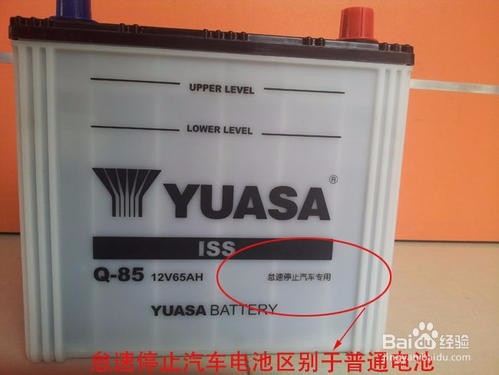 UPPER LEVEL
LOWER LEVEL
YUASA®
ISS
Q-85 12V65AH 怠速停止汽车专用
YUASA BATTERY
Baidu经验
怠速停止汽车电池区别于普通电池